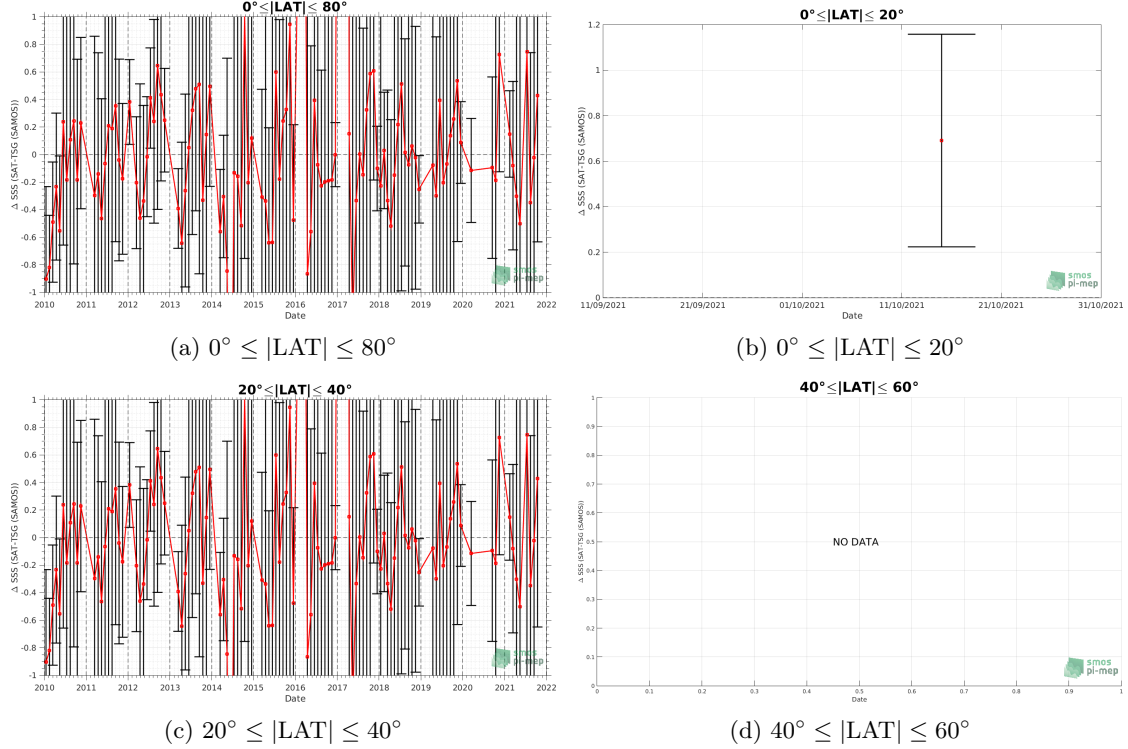 0°≤|LAT|≤ 80°
Δ SSS (SAT-TSG (SAMOS))
1
0.8
0.6
0.4
0.2
0
-0.2
-0.4
-0.6
-0.8
-1
2010 2011 2012 2013 2014 2015 2016 2017 2018 2019 2020 2021 2022
Date
smos
pi-mep
(a) 0° ≤ |LAT| ≤ 80°
0°≤|LAT|≤ 20°
Δ SSS (SAT-TSG (SAMOS))
1.2
1
0.8
0.6
0.4
0.2
0
11/09/2021 21/09/2021 01/10/2021 11/10/2021 21/10/2021 31/10/2021
Date
smos
pi-mep
(b) 0° ≤ |LAT| ≤ 20°
20°≤|LAT|≤ 40°
Δ SSS (SAT-TSG (SAMOS))
1
0.8
0.6
0.4
0.2
0
-0.2
-0.4
-0.6
-0.8
-1
2010 2011 2012 2013 2014 2015 2016 2017 2018 2019 2020 2021 2022
Date
smos
pi-mep
(c) 20° ≤ |LAT| ≤ 40°
40°≤|LAT|≤ 60°
Δ SSS (SAT-TSG (SAMOS))
1
0.9
0.8
0.7
0.6
0.5
0.4
0.3
0.2
0.1
0
NO DATA
0 0.1 0.2 0.3 0.4 0.5 0.6 0.7 0.8 0.9 1
Date
smos
pi-mep
(d) 40° ≤ |LAT| ≤ 60°